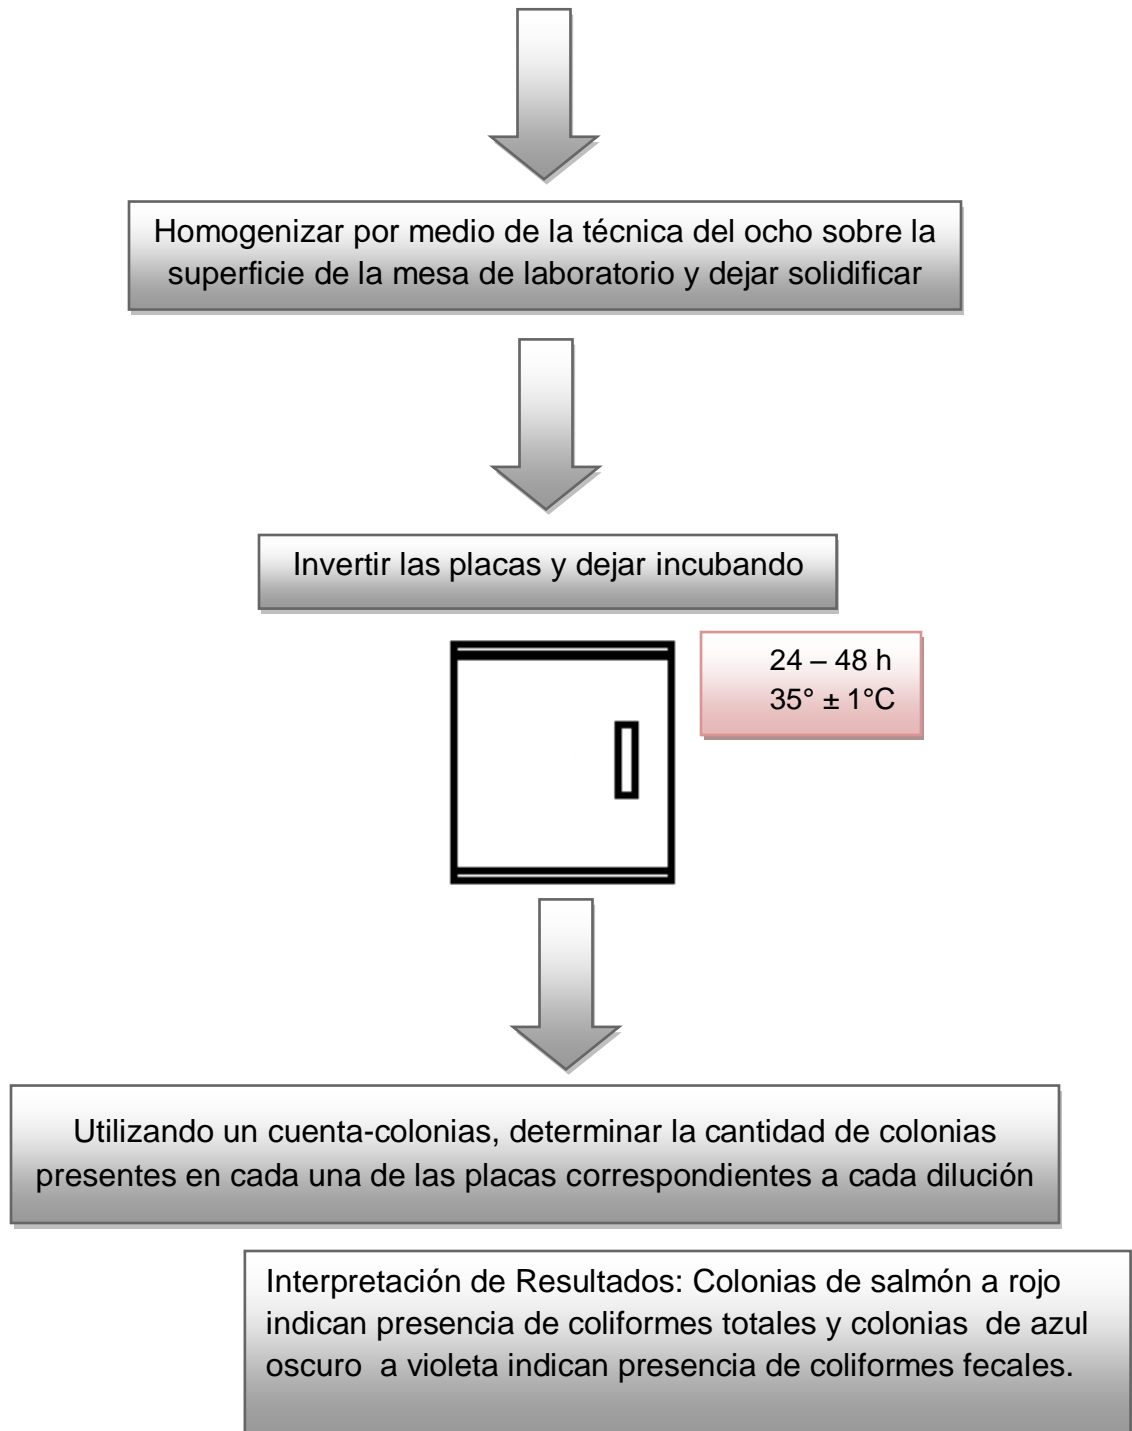 Homogenizar por medio de la técnica del ocho sobre la
superficie de la mesa de laboratorio y dejar solidificar
Invertir las placas y dejar incubando
24 – 48 h
35° ± 1°C
Utilizando un cuenta-colonias, determinar la cantidad de colonias
presentes en cada una de las placas correspondientes a cada dilución
Interpretación de Resultados: Colonias de salmón a rojo
indican presencia de coliformes totales y colonias  de azul
oscuro  a violeta indican presencia de coliformes fecales.